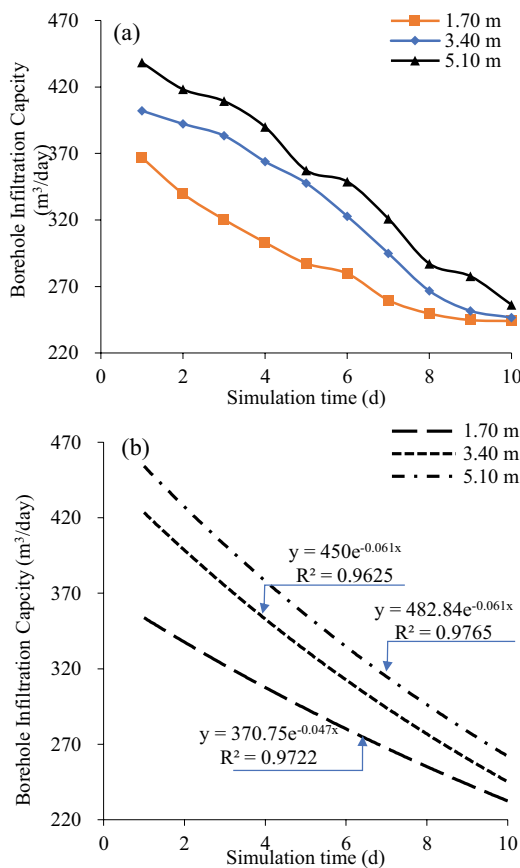 (a)
1.70 m
3.40 m
5.10 m
Borehole Infiltration Capcity
(m³/day)
470
420
370
320
270
220
0 2 4 6 8 10
Simulation time (d)
(b)
1.70 m
3.40 m
5.10 m
Borehole Infiltration Capcity (m³/day)
470
420
370
320
270
220
y = 450e^-0.061x
R² = 0.9625
y = 482.84e^-0.061x
R² = 0.9765
y = 370.75e^-0.047x
R² = 0.9722
0 2 4 6 8 10
Simulation time (d)